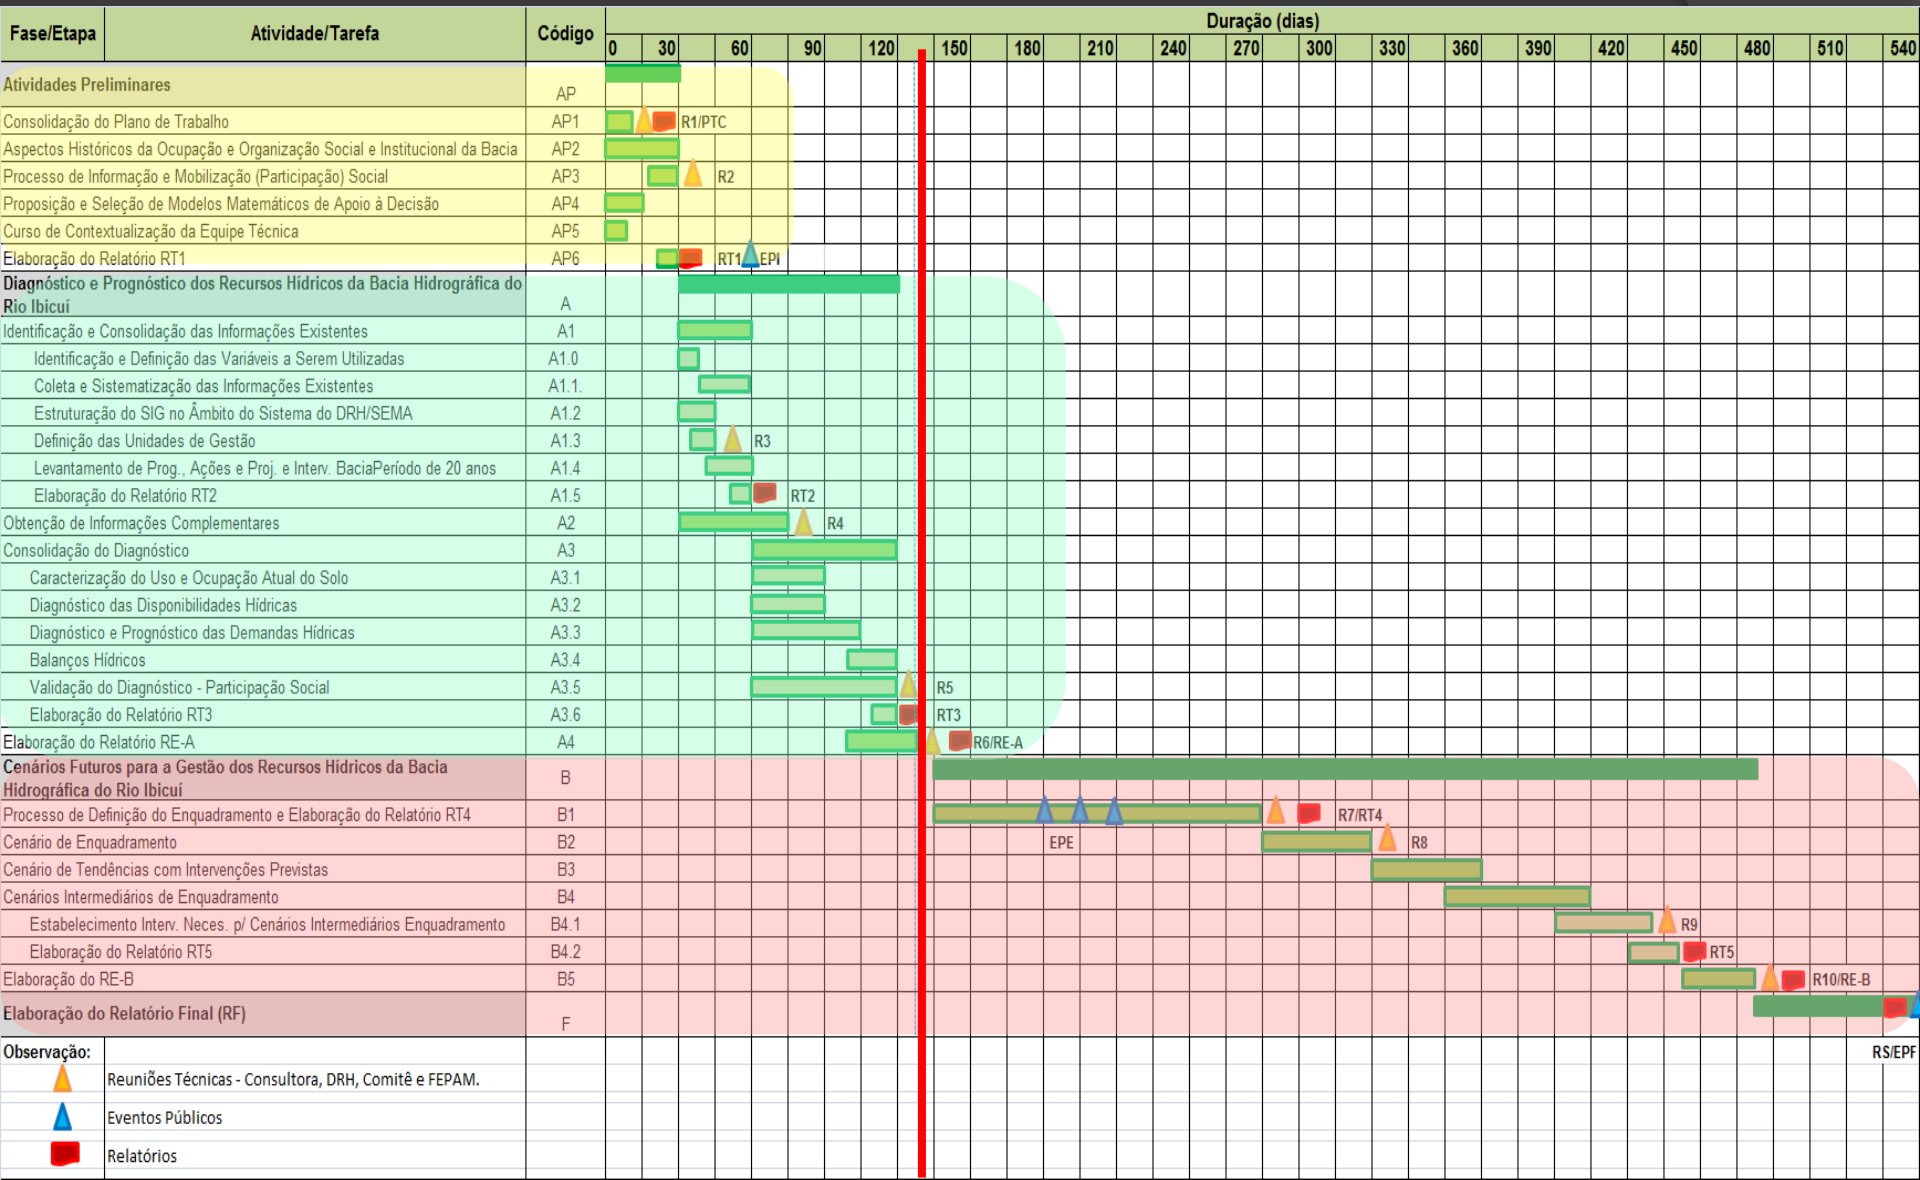 Fase/Etapa Atividade/Tarefa Código Duração (dias)
0 30 60 90 120 150 180 210 240 270 300 330 360 390 420 450 480 510 540
Atividades Preliminares AP
Consolidação do Plano de Trabalho AP1 R1/PTC
Aspectos Históricos da Ocupação e Organização Social e Institucional da Bacia AP2
Processo de Informação e Mobilização (Participação) Social AP3 R2
Proposição e Seleção de Modelos Matemáticos de Apoio à Decisão AP4
Curso de Contextualização da Equipe Técnica AP5
Elaboração do Relatório RT1 AP6 RT1 EPI
Diagnóstico e Prognóstico dos Recursos Hídricos da Bacia Hidrográfica do
Rio Ibicuí A
Identificação e Consolidação das Informações Existentes A1
Identificação e Definição das Variáveis a Serem Utilizadas A1.0
Coleta e Sistematização das Informações Existentes A1.1.
Estruturação do SIG no Âmbito do Sistema do DRH/SEMA A1.2
Definição das Unidades de Gestão A1.3 R3
Levantamento de Prog., Ações e Proj. e Interv. BaciaPeríodo de 20 anos A1.4
Elaboração do Relatório RT2 A1.5 RT2
Obtenção de Informações Complementares A2 R4
Consolidação do Diagnóstico A3
Caracterização do Uso e Ocupação Atual do Solo A3.1
Diagnóstico das Disponibilidades Hídricas A3.2
Diagnóstico e Prognóstico das Demandas Hídricas A3.3
Balanços Hídricos A3.4
Validação do Diagnóstico - Participação Social A3.5 R5
Elaboração do Relatório RT3 A3.6 RT3
Elaboração do Relatório RE-A A4 R6/RE-A
Cenários Futuros para a Gestão dos Recursos Hídricos da Bacia
Hidrográfica do Rio Ibicuí B
Processo de Definição do Enquadramento e Elaboração do Relatório RT4 B1 R7/RT4
Cenário de Enquadramento B2 EPE R8
Cenário de Tendências com Intervenções Previstas B3
Cenários Intermediários de Enquadramento B4
Estabelecimento Interv. Neces. p/ Cenários Intermediários Enquadramento B4.1 R9
Elaboração do Relatório RT5 B4.2 RT5
Elaboração do RE-B B5 R10/RE-B
Elaboração do Relatório Final (RF) F
Observação: RS/EPF
Reuniões Técnicas - Consultora, DRH, Comitê e FEPAM.
Eventos Públicos
Relatórios